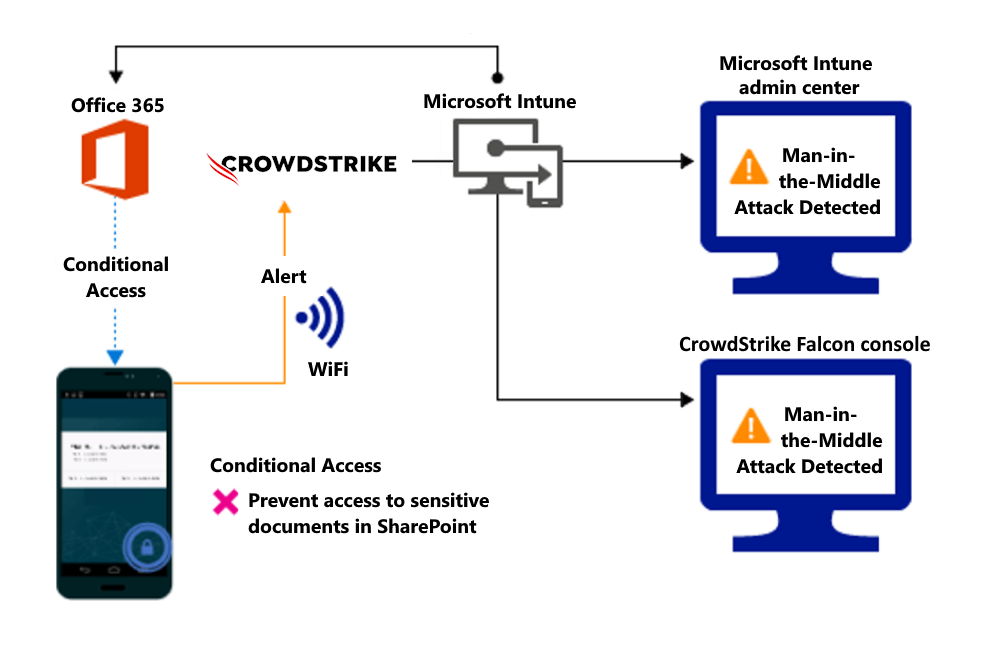 Office 365
Microsoft Intune
Microsoft Intune
admin center
CROWDSTRIKE
Man-in-
the-Middle
Attack Detected
Conditional
Access
Alert
WiFi
CrowdStrike Falcon console
Man-in-
the-Middle
Attack Detected
Conditional Access
Prevent access to sensitive
documents in SharePoint